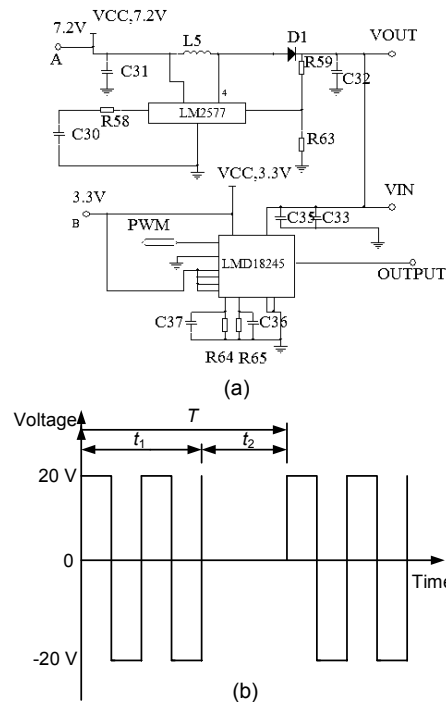 7.2V VCC,7.2V
A
L5
D1
VOUT
C31
R59
C32
4
R58
LM2577
C30
R63
VCC,3.3V
3.3V
B
PWM
VIN
C35 C33
LMD18245
OUTPUT
C37
C36
R64 R65
(a)
Voltage
T
t1 t2
20 V
0
Time
-20 V
(b)